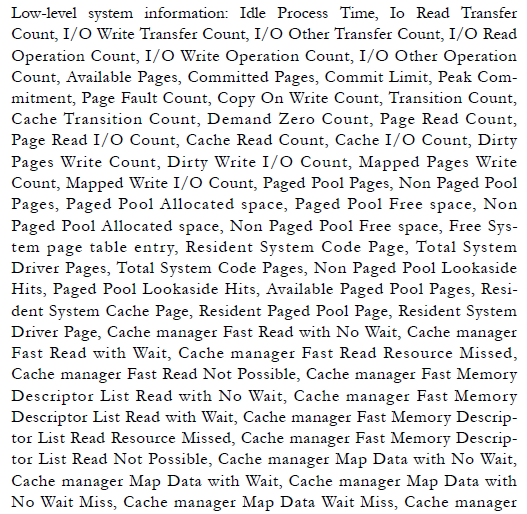 Low-level system information: Idle Process Time, Io Read Transfer
Count, I/O Write Transfer Count, I/O Other Transfer Count, I/O Read
Operation Count, I/O Write Operation Count, I/O Other Operation
Count, Available Pages, Committed Pages, Commit Limit, Peak Com-
mitment, Page Fault Count, Copy On Write Count, Transition Count,
Cache Transition Count, Demand Zero Count, Page Read Count,
Page Read I/O Count, Cache Read Count, Cache I/O Count, Dirty
Pages Write Count, Dirty Write I/O Count, Mapped Pages Write
Count, Mapped Write I/O Count, Paged Pool Pages, Non Paged Pool
Pages, Paged Pool Allocated space, Paged Pool Free space, Non
Paged Pool Allocated space, Non Paged Pool Free space, Free Sys-
tem page table entry, Resident System Code Page, Total System
Driver Pages, Total System Code Pages, Non Paged Pool Lookaside
Hits, Paged Pool Lookaside Hits, Available Paged Pool Pages, Resi-
dent System Cache Page, Resident Paged Pool Page, Resident System
Driver Page, Cache manager Fast Read with No Wait, Cache manager
Fast Read with Wait, Cache manager Fast Read Resource Missed,
Cache manager Fast Read Not Possible, Cache manager Fast Memory
Descriptor List Read with No Wait, Cache manager Fast Memory
Descriptor List Read with Wait, Cache manager Fast Memory Descrip-
tor List Read Resource Missed, Cache manager Fast Memory Descrip-
tor List Read Not Possible, Cache manager Map Data with No Wait,
Cache manager Map Data with Wait, Cache manager Map Data with
No Wait Miss, Cache manager Map Data Wait Miss, Cache manager